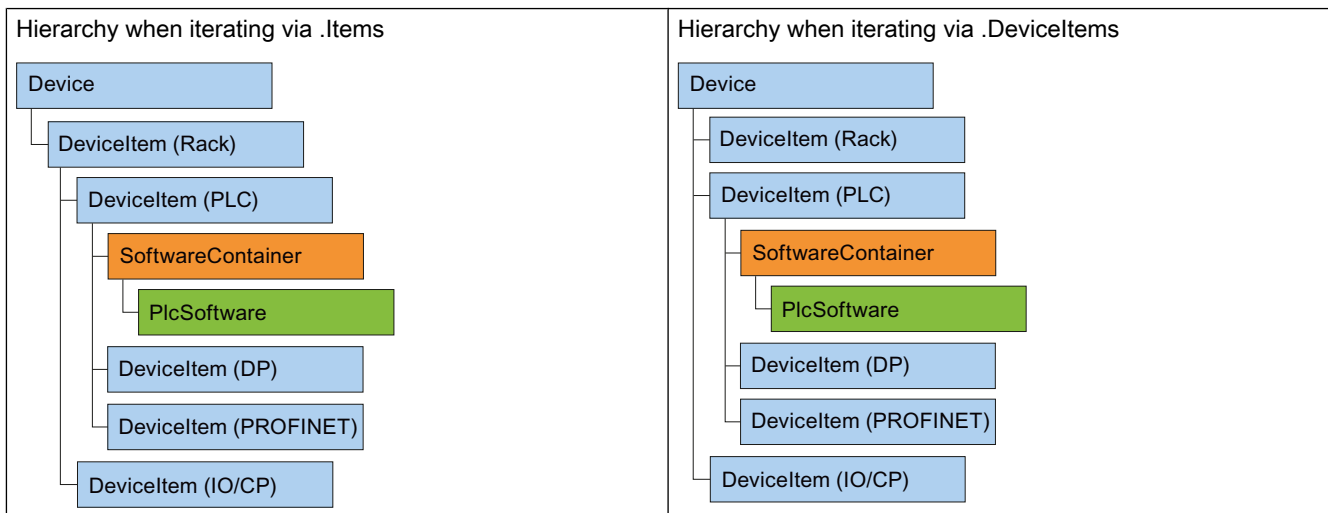 Hierarchy when iterating via .Items
Device
DeviceItem (Rack)
DeviceItem (PLC)
SoftwareContainer
PlcSoftware
DeviceItem (DP)
DeviceItem (PROFINET)
DeviceItem (IO/CP)
Hierarchy when iterating via .DeviceItems
Device
DeviceItem (Rack)
DeviceItem (PLC)
SoftwareContainer
PlcSoftware
DeviceItem (DP)
DeviceItem (PROFINET)
DeviceItem (IO/CP)